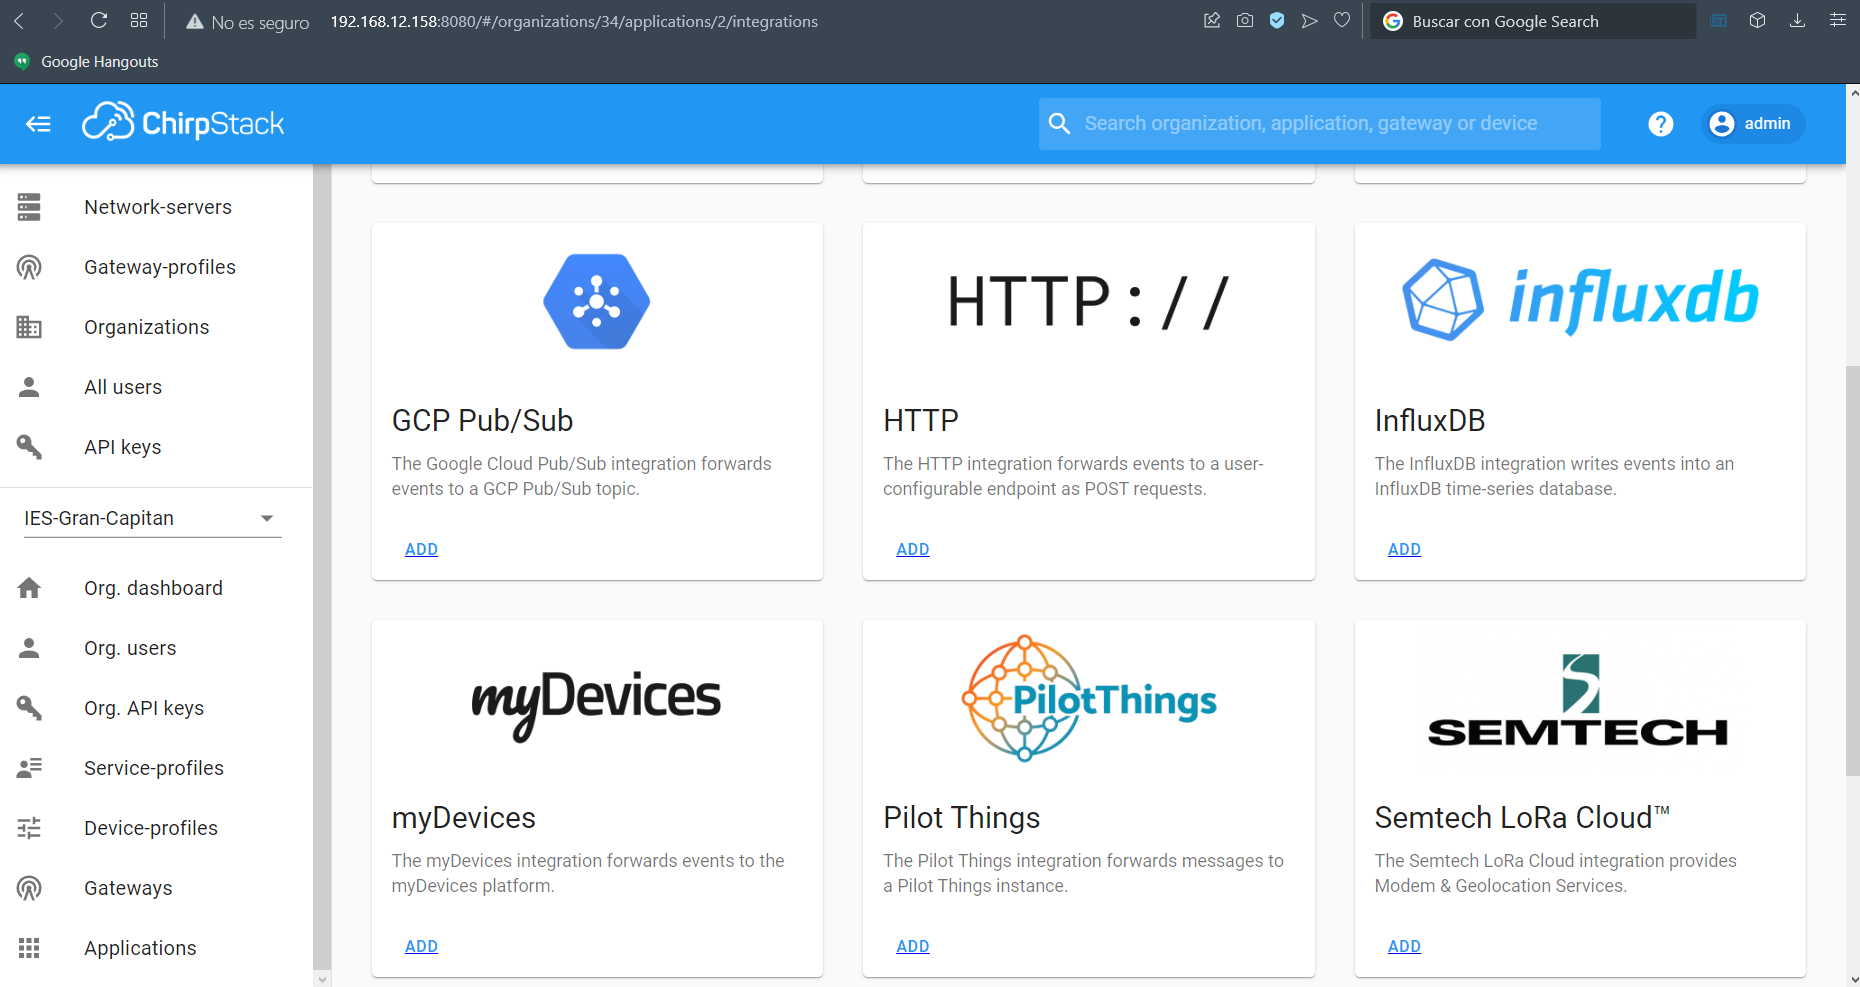 No es seguro
192.168.12.158:8080/#/organizations/34/applications/2/integrations
Buscar con Google Search
Google Hangouts
ChirpStack
Search organization, application, gateway or device
?
admin
Network-servers
Gateway-profiles
Organizations
All users
API keys
IES-Gran-Capitan
Org. dashboard
Org. users
Org. API keys
Service-profiles
Device-profiles
Gateways
Applications
GCP Pub/Sub
The Google Cloud Pub/Sub integration forwards
events to a GCP Pub/Sub topic.
ADD
HTTP://
HTTP
The HTTP integration forwards events to a user-
configurable endpoint as POST requests.
ADD
influxdb
InfluxDB
The InfluxDB integration writes events into an
InfluxDB time-series database.
ADD
myDevices
myDevices
The myDevices integration forwards events to the
myDevices platform.
ADD
PilotThings
Pilot Things
The Pilot Things integration forwards messages to
a Pilot Things instance.
ADD
SEMTECH
Semtech LoRa Cloud™
The Semtech LoRa Cloud integration provides
Modem & Geolocation Services.
ADD